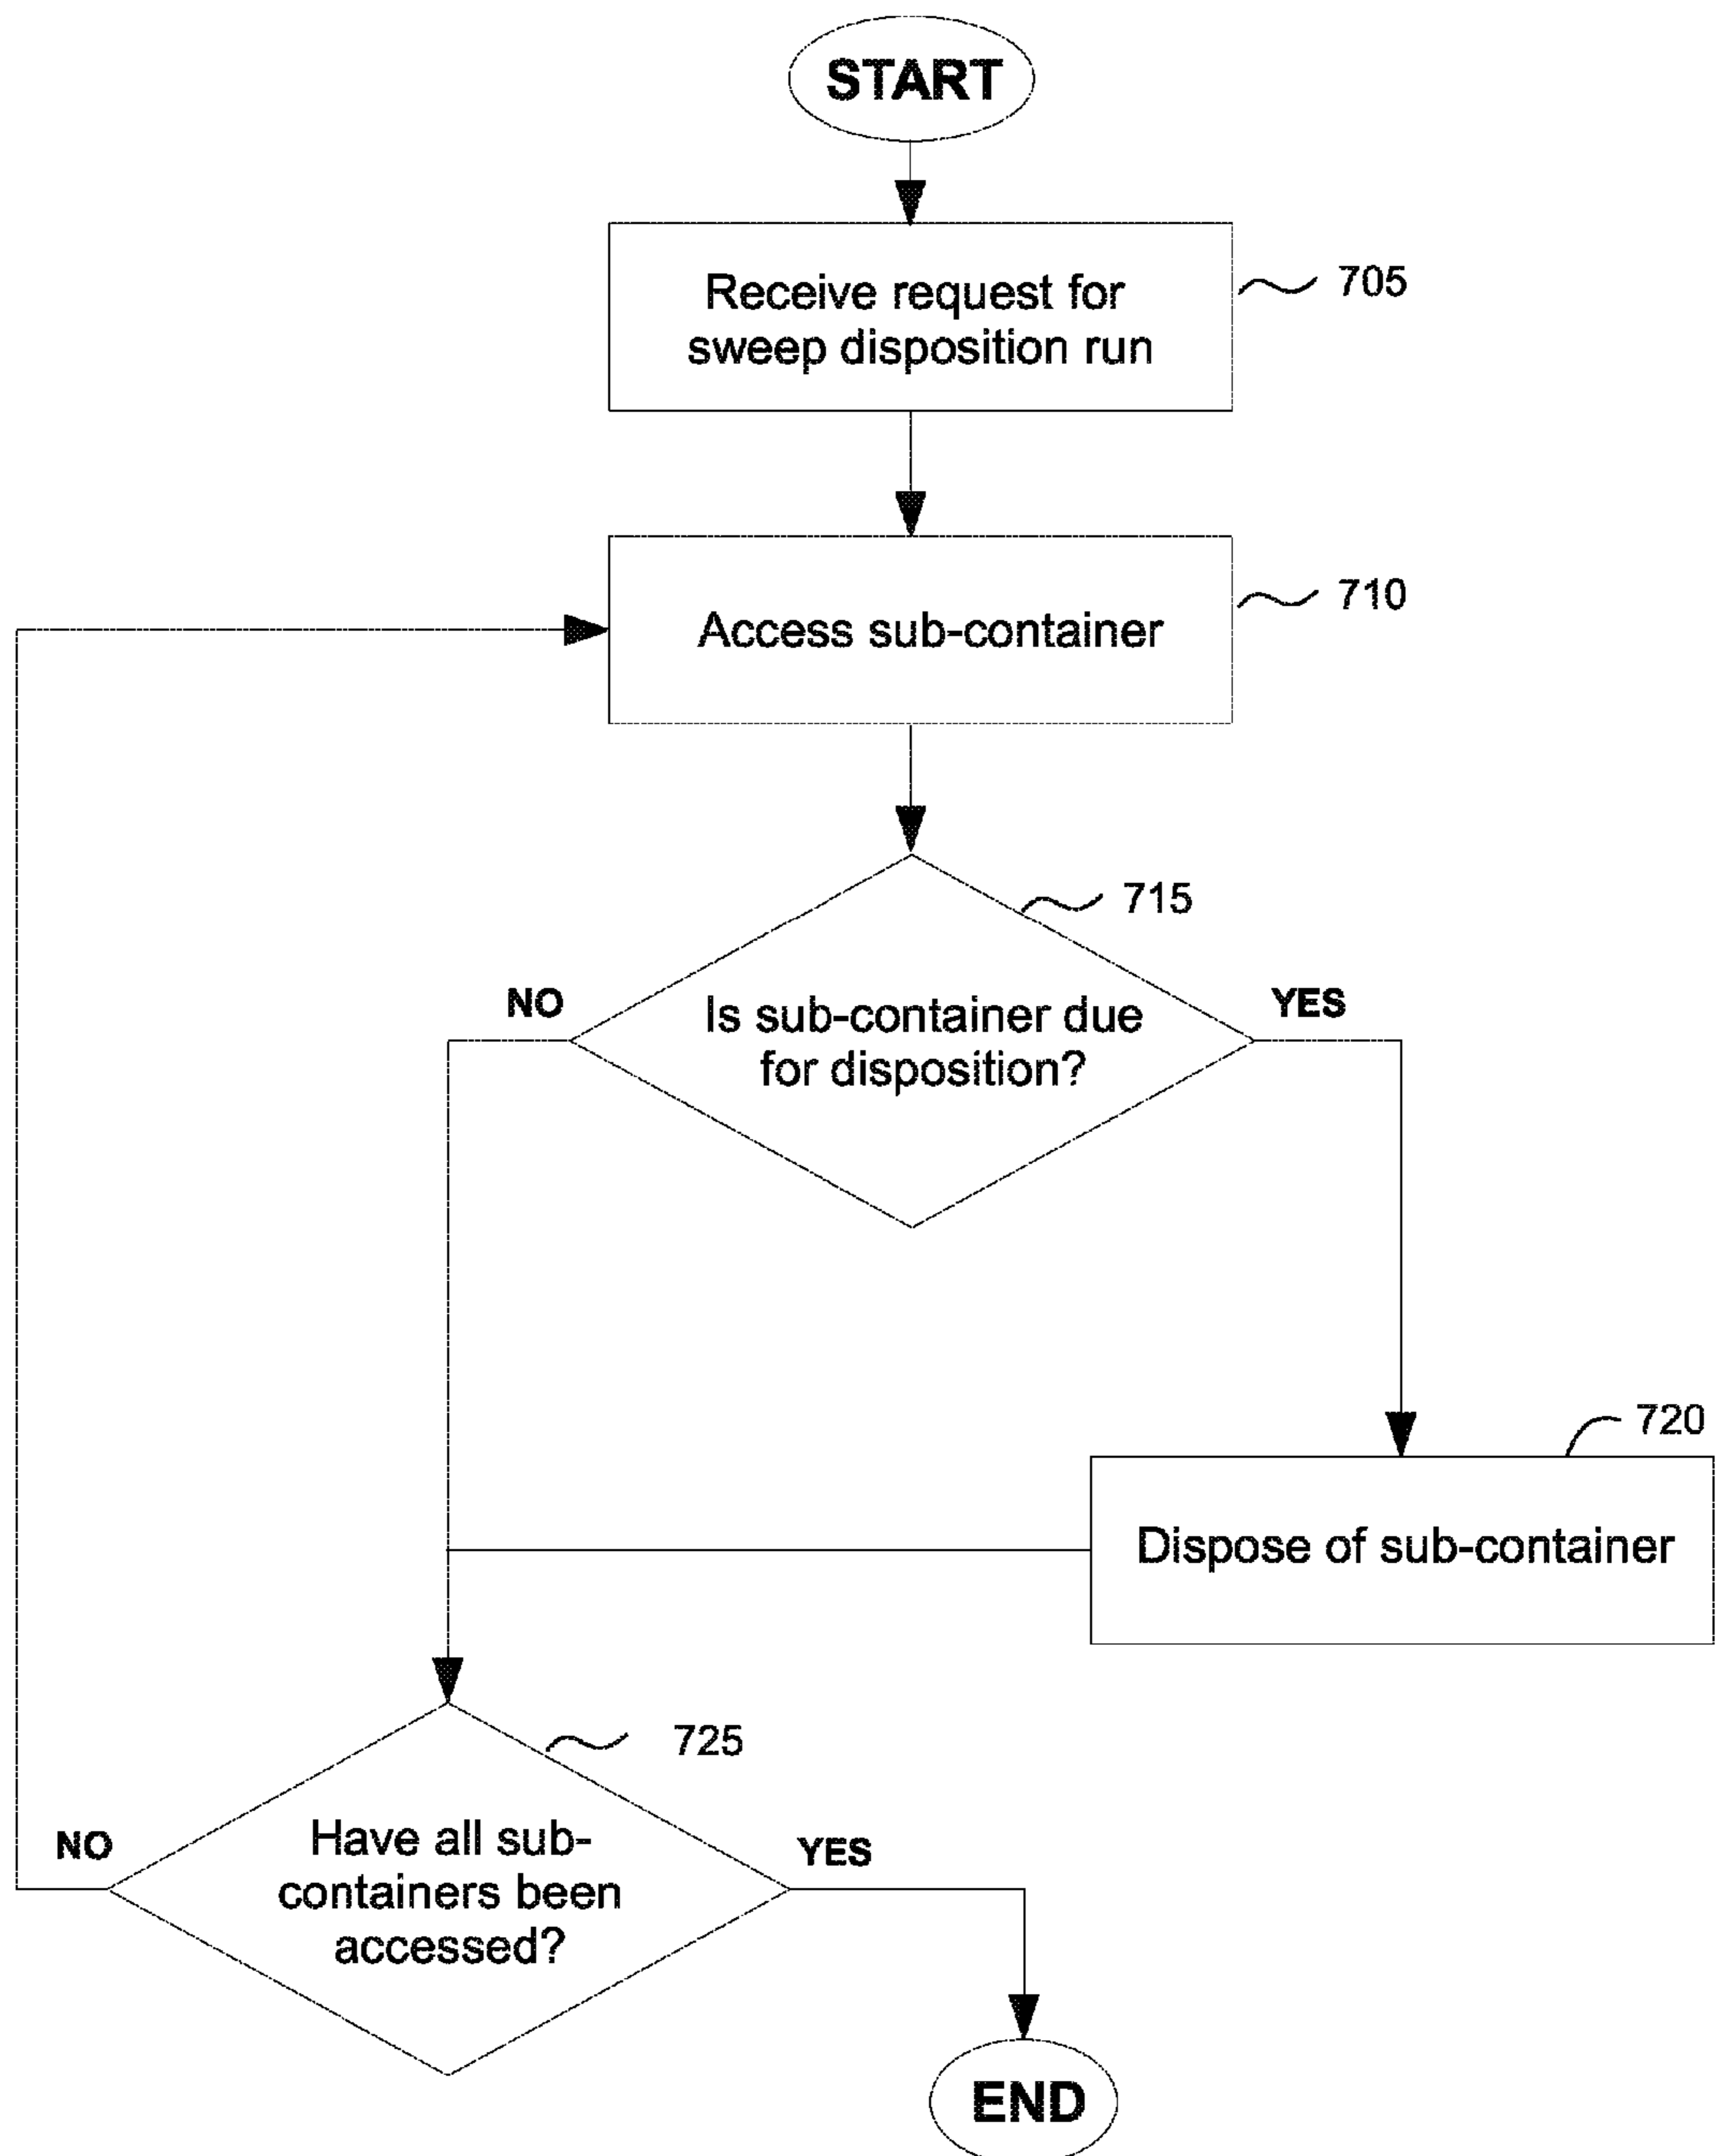 START
Receive request for
sweep disposition run
705
Access sub-container
710
715
NO
YES
Is sub-container due
for disposition?
720
Dispose of sub-container
725
NO
YES
Have all sub-
containers been
accessed?
END